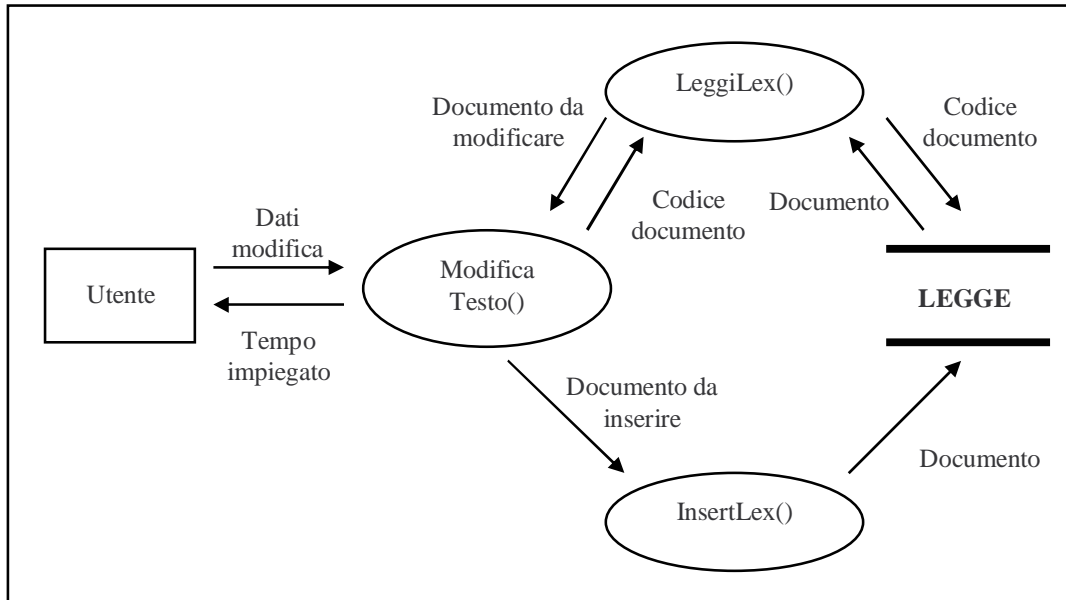 LeggiLex()
Documento da
modificare
Codice
documento
Codice
documento
Documento
Dati
modifica
Utente
Modifica
Testo()
LEGGE
Tempo
impiegato
Documento da
inserire
Documento
InsertLex()